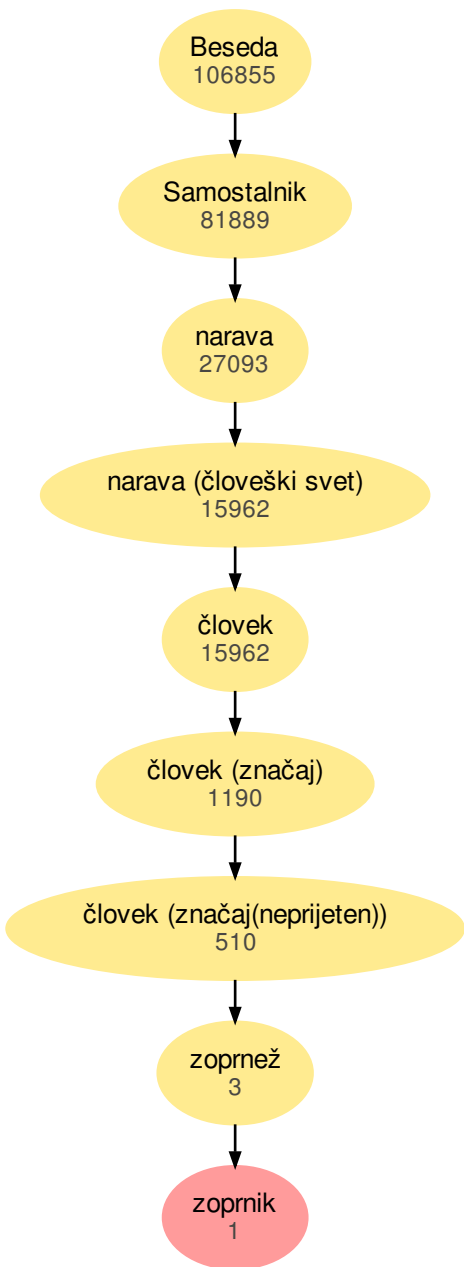 Beseda
106855
Samostalnik
81889
narava
27093
narava (človeški svet)
15962
človek
15962
človek (značaj)
1190
človek (značaj(neprijeten))
510
zoprnež
3
zoprnik
1